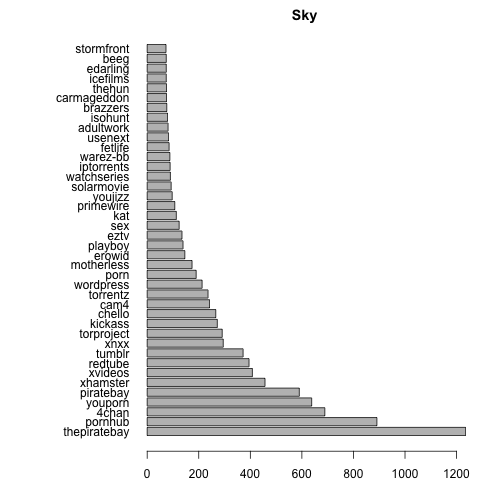 Sky
stormfront
beeg
edarling
icefilms
thehun
carmageddon
brazzers
isohunt
adultwork
usenext
fetlife
warez-bb
iptorrents
watchseries
solarmovie
youjizz
primewire
kat
sex
eztv
playboy
erowid
motherless
porn
wordpress
torrentz
cam4
chello
kickass
torproject
xnxx
tumblr
redtube
xvideos
xhamster
piratebay
youporn
4chan
pornhub
thepiratebay
0 200 400 600 800 1000 1200